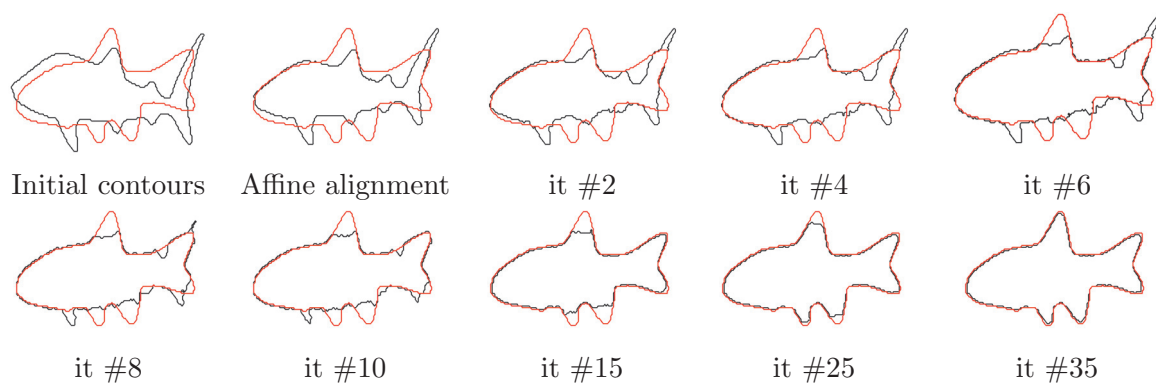 Initial contours Affine alignment it #2 it #4 it #6
it #8 it #10 it #15 it #25 it #35